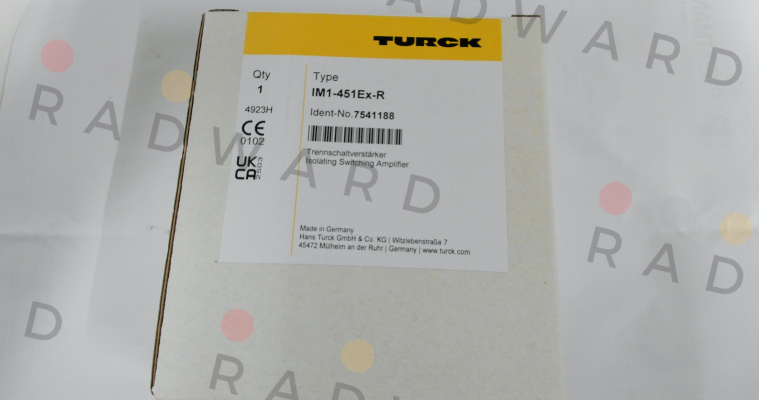 TURCK
Qty
1
4923H
CE
0102
UK
CA
2503
Type
IM1-451Ex-R
Ident-No.7541188
Trennschaltverstärker
Isolating Switching Amplifier
Made in Germany
Hans Turck GmbH & Co. KG | Witzlebenstraße 7
45472 Mülheim an der Ruhr | Germany | www.turck.com
RADWARD
RADWARD
RAD
D
RADWARD